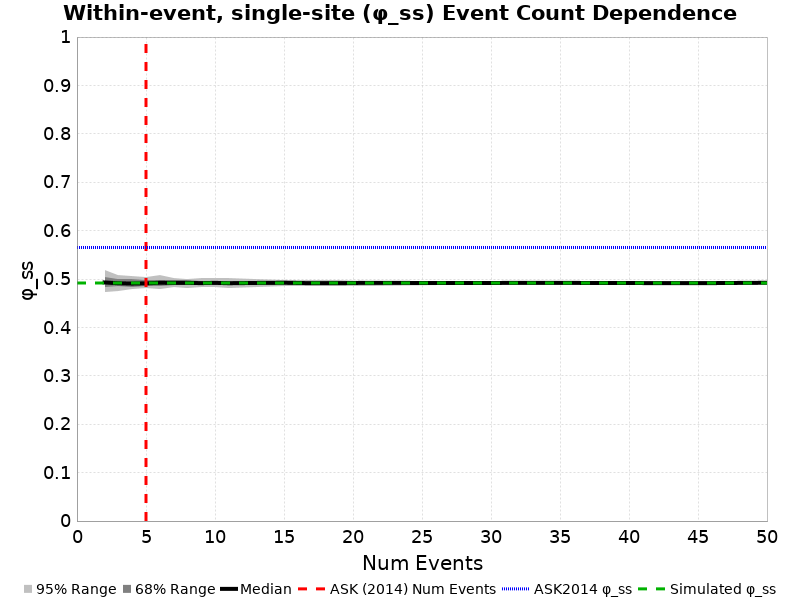 Within-event, single-site (φ_ss) Event Count Dependence
1
0.9
0.8
0.7
0.6
0.5
0.4
0.3
0.2
0.1
0
φ_ss
0 5 10 15 20 25 30 35 40 45 50
Num Events
95% Range 68% Range Median ASK (2014) Num Events ASK2014 φ_ss Simulated φ_ss